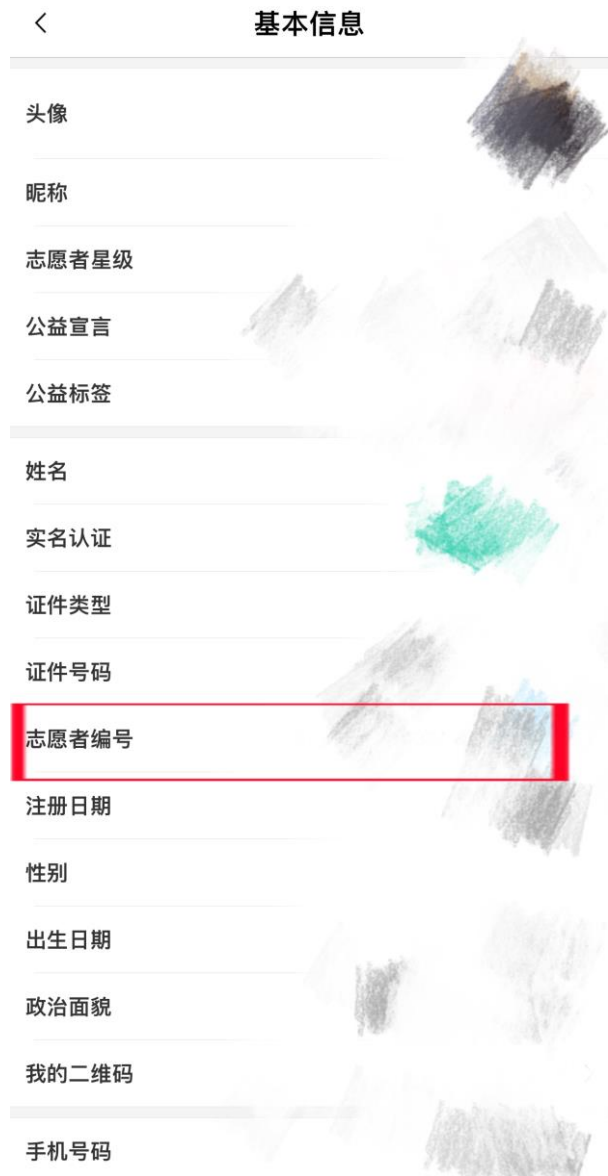 基本信息
头像
昵称
志愿者星级
公益宣言
公益标签
姓名
实名认证
证件类型
证件号码
志愿者编号
注册日期
性别
出生日期
政治面貌
我的二维码
手机号码